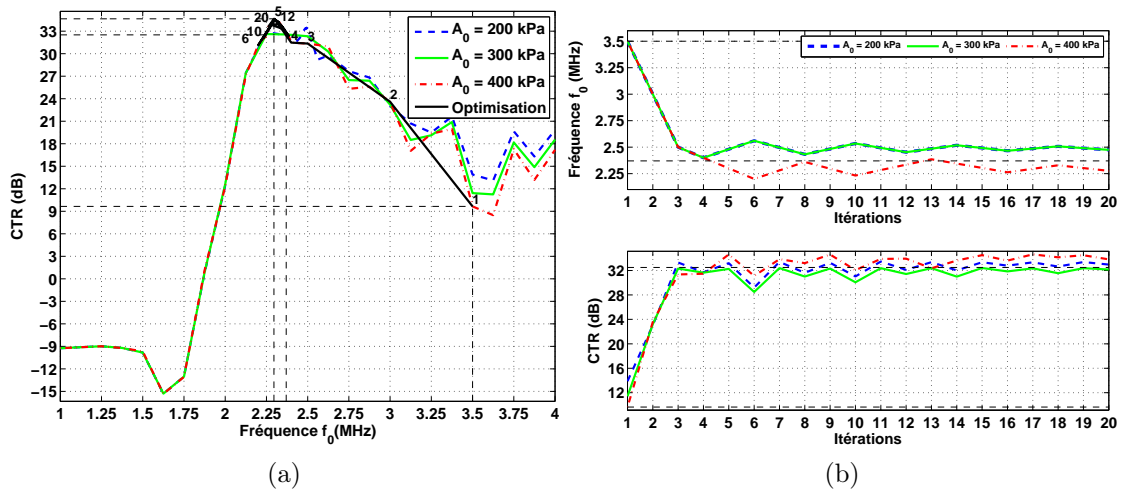 33
30
27
24
21
18
15
12
9
6
3
0
−3
−6
−9
−12
−15
CTR (dB)
1 1.25 1.5 1.75 2 2.25 2.5 2.75 3 3.25 3.5 3.75 4
Fréquence f0(MHz)
A0 = 200 kPa
A0 = 300 kPa
A0 = 400 kPa
Optimisation
20
5
12
10
6
4
3
2
1
(a)
A0 = 200 kPa A0 = 300 kPa A0 = 400 kPa
3.5
3.25
3
2.75
2.5
2.25
Fréquence f0 (MHz)
1 2 3 4 5 6 7 8 9 10 11 12 13 14 15 16 17 18 19 20
Itérations
32
28
24
20
16
12
CTR (dB)
1 2 3 4 5 6 7 8 9 10 11 12 13 14 15 16 17 18 19 20
Itérations
(b)